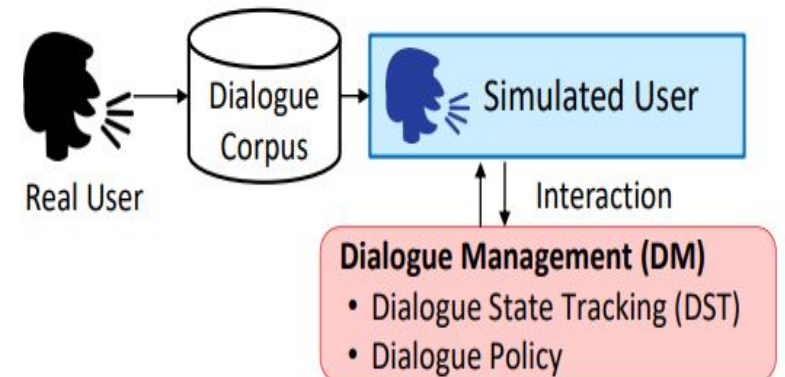 Dialogue
Corpus
Simulated User
Real User
Interaction
Dialogue Management (DM)
• Dialogue State Tracking (DST)
• Dialogue Policy